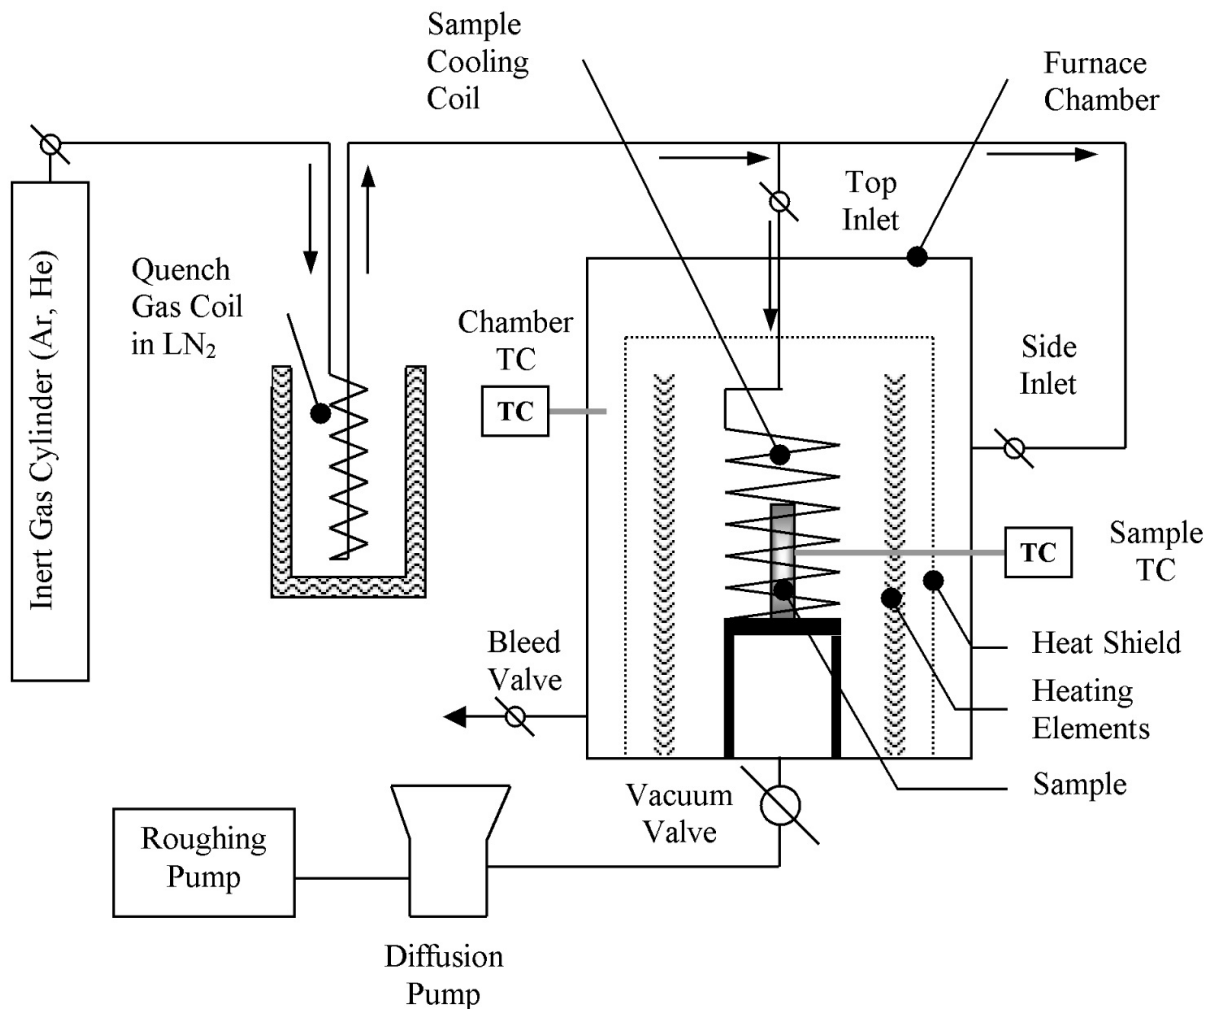 Sample
Cooling
Coil
Furnace
Chamber
Top
Inlet
Inert Gas Cylinder (Ar, He)
Quench
Gas Coil
in LN₂
Chamber
TC
TC
Side
Inlet
TC
Sample
TC
Bleed
Valve
Heat Shield
Heating
Elements
Sample
Vacuum
Valve
Roughing
Pump
Diffusion
Pump